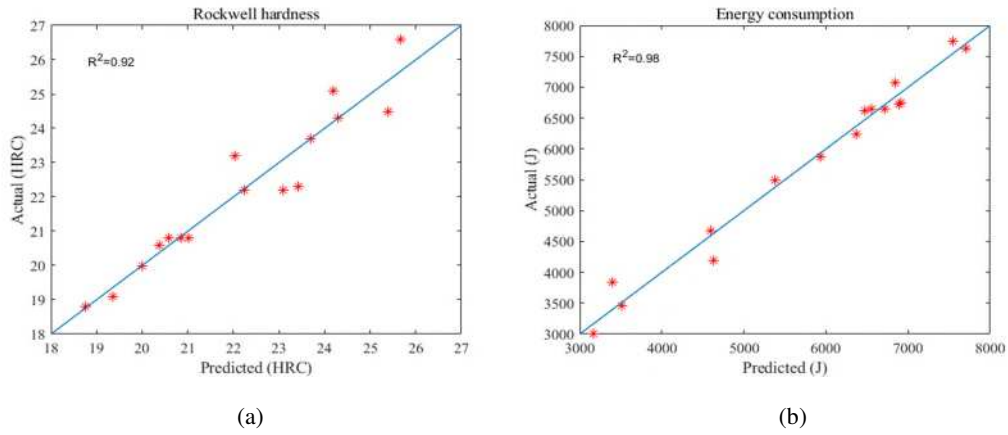 Rockwell hardness
R²=0.92
Actual (HRC)
27
26
25
24
23
22
21
20
19
18
18 19 20 21 22 23 24 25 26 27
Predicted (HRC)
(a)
Energy consumption
R²=0.98
Actual (J)
8000
7500
7000
6500
6000
5500
5000
4500
4000
3500
3000
3000 4000 5000 6000 7000 8000
Predicted (J)
(b)